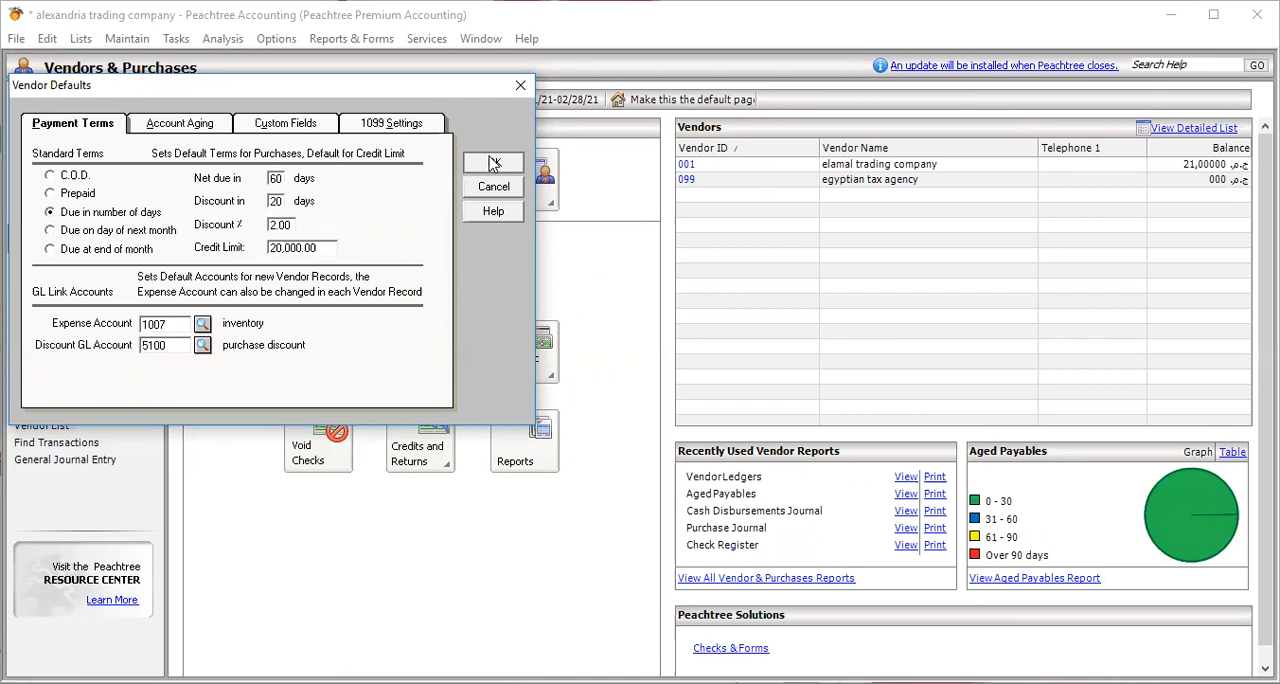 * alexandria trading company - Peachtree Accounting (Peachtree Premium Accounting)
File Edit Lists Maintain Tasks Analysis Options Reports & Forms Services Window Help
Vendors & Purchases
An update will be installed when Peachtree closes. Search Help GO
Vendor Defaults
/21-02/28/21 Make this the default page
Payment Terms Account Aging Custom Fields 1099 Settings
Standard Terms Sets Default Terms for Purchases, Default for Credit Limit
C.O.D.
Prepaid
Due in number of days
Due on day of next month
Due at end of month
Net due in 60 days
Discount in 20 days
Discount % 2.00
Credit Limit: 20,000.00
Cancel
Help
Sets Default Accounts for new Vendor Records, the
GL Link Accounts Expense Account can also be changed in each Vendor Record
Expense Account 1007 inventory
Discount GL Account 5100 purchase discount
Vendor List
Find Transactions
General Journal Entry
Void
Checks
Credits and
Returns
Reports
Visit the Peachtree
RESOURCE CENTER
Learn More
Vendors View Detailed List
Vendor ID / Vendor Name Telephone 1 Balance
001 elamal trading company ج.م. 21,00000
099 egyptian tax agency ج.م. 000
Recently Used Vendor Reports
Vendor Ledgers View Print
Aged Payables View Print
Cash Disbursements Journal View Print
Purchase Journal View Print
Check Register View Print
View All Vendor & Purchases Reports
Aged Payables Graph Table
0 - 30
31 - 60
61 - 90
Over 90 days
View Aged Payables Report
Peachtree Solutions
Checks & Forms